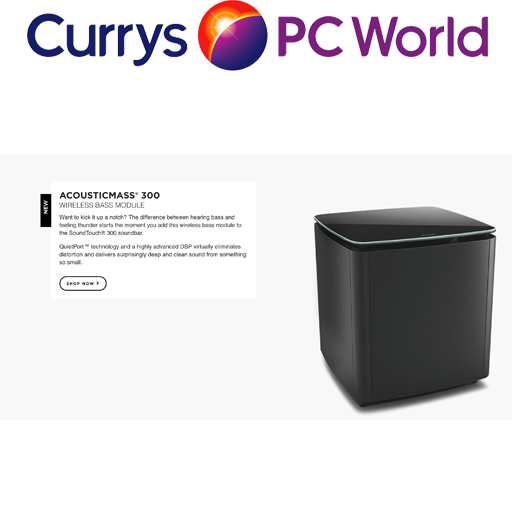 Currys PC World
NEW
ACOUSTICMASS® 300
WIRELESS BASS MODULE
Want to kick it up a notch? The difference between hearing bass and
feeling thunder starts the moment you add this wireless bass module to
the SoundTouch® 300 soundbar.
QuietPort™ technology and a highly advanced DSP virtually eliminates
distortion and delivers surprisingly deep and clean sound from something
so small.
SHOP NOW >